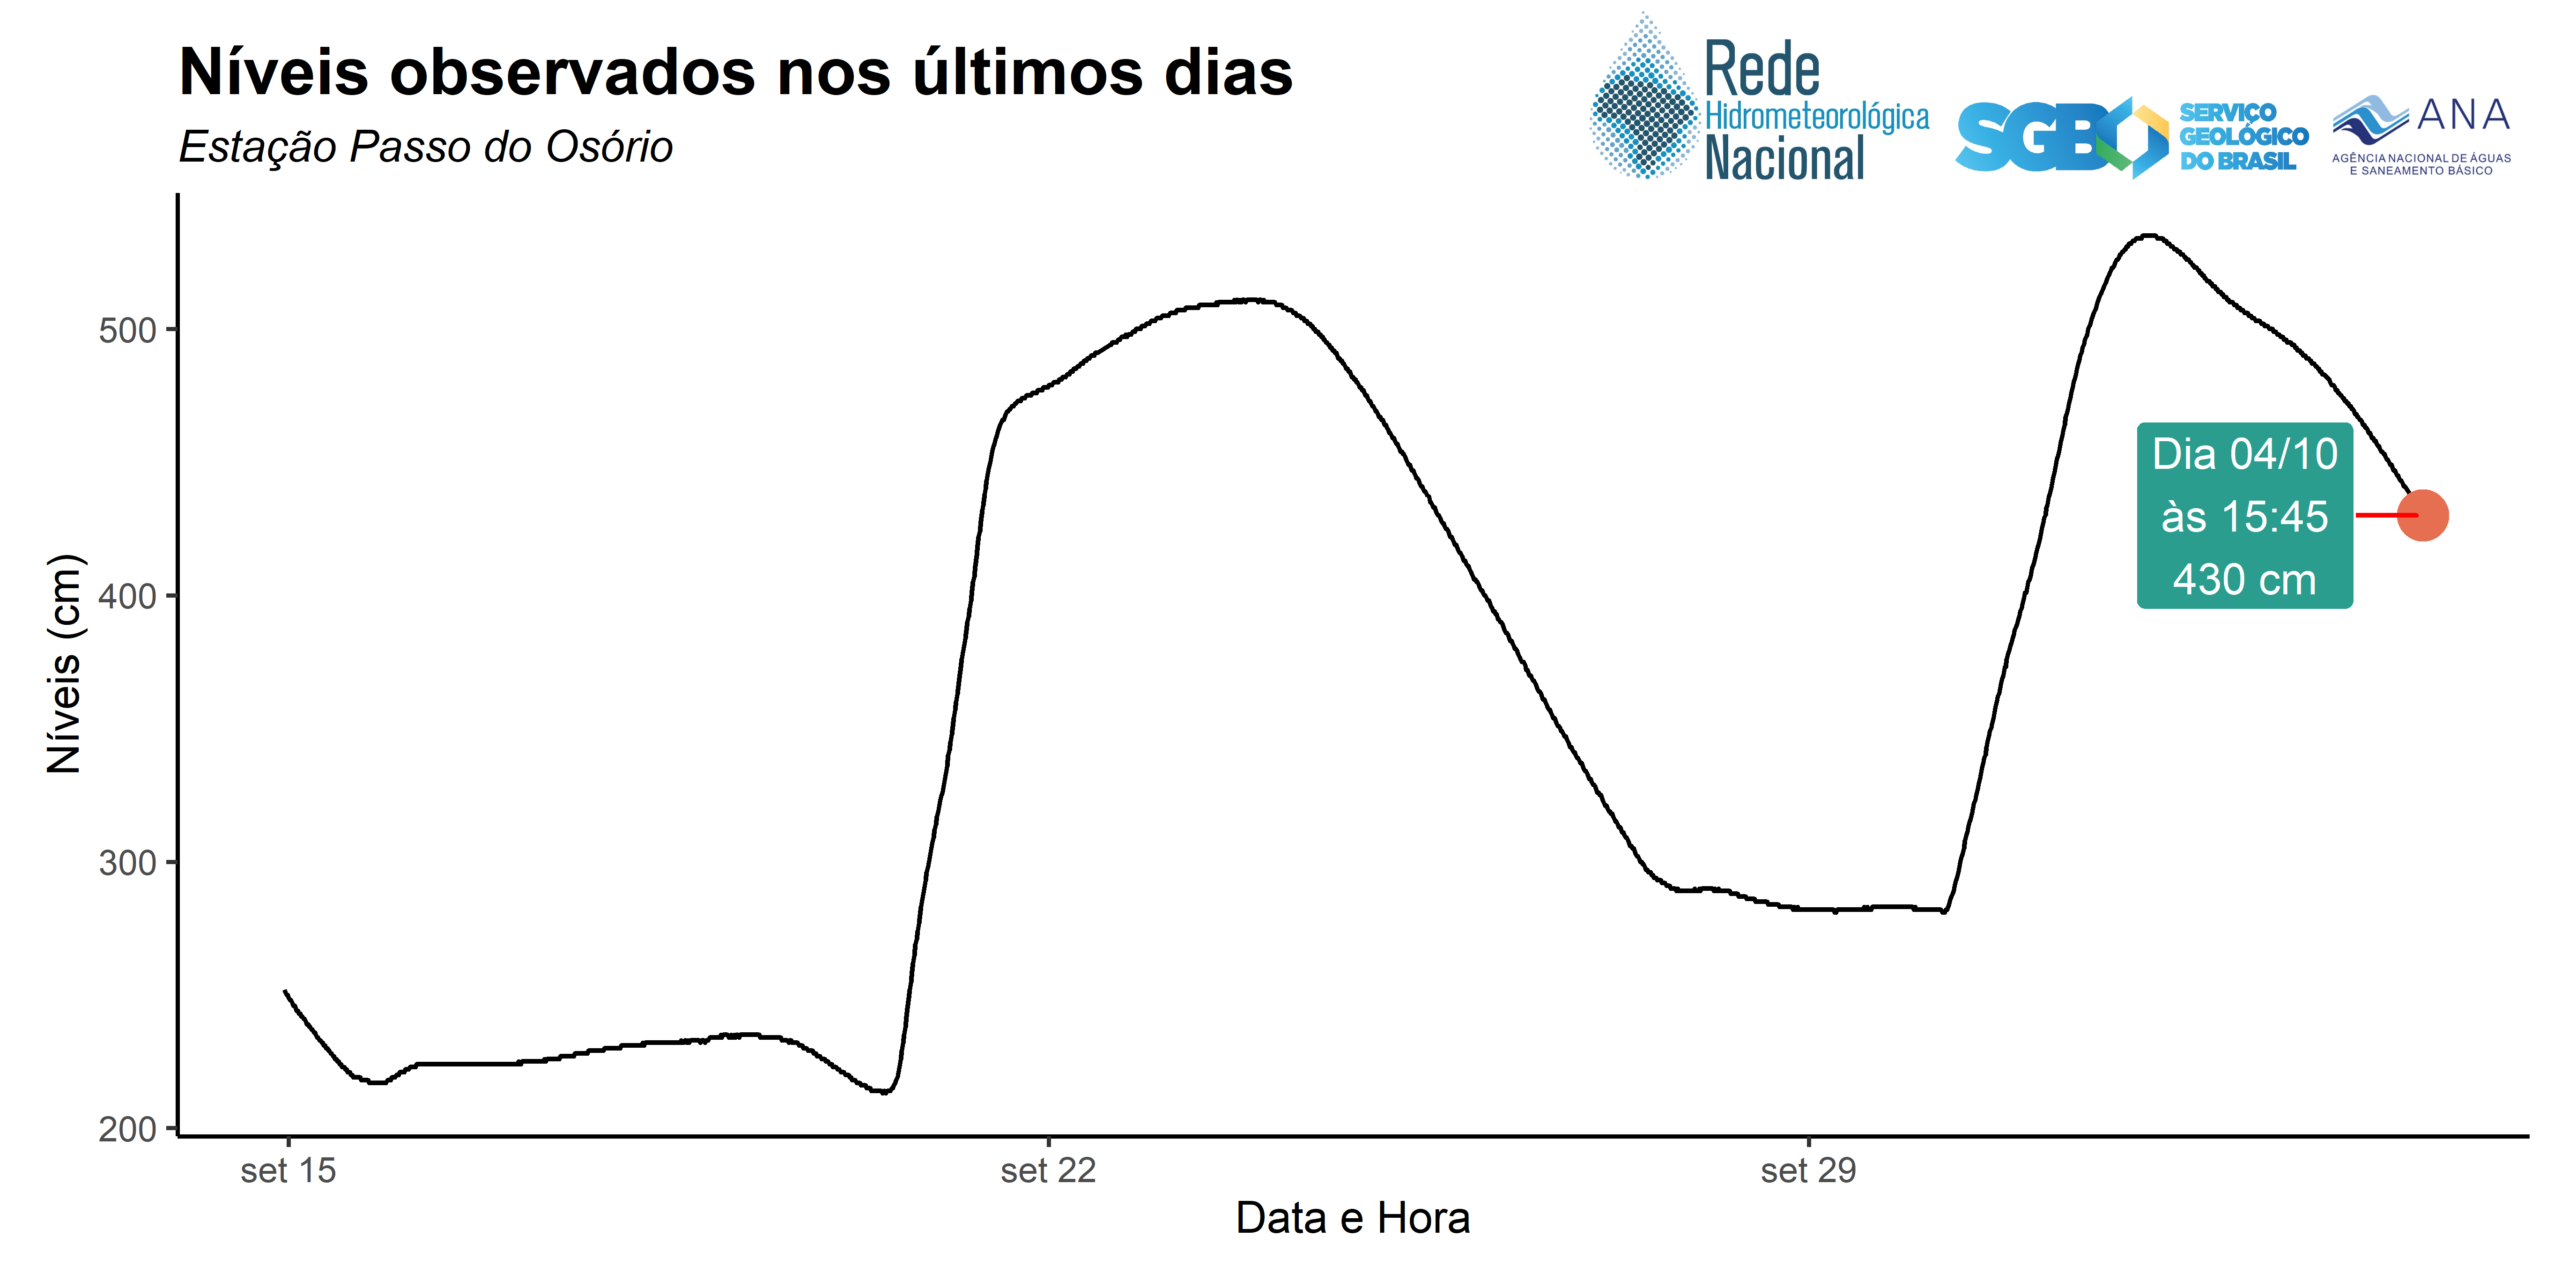 Níveis observados nos últimos dias
Estação Passo do Osório
Rede
Hidrometeorológica
Nacional
SGB
SERVIÇO
GEOLÓGICO
DO BRASIL
ANA
AGÊNCIA NACIONAL DE ÁGUAS
E SANEAMENTO BÁSICO
Níveis (cm)
500
400
300
200
Dia 04/10
às 15:45
430 cm
set 15
set 22
set 29
Data e Hora